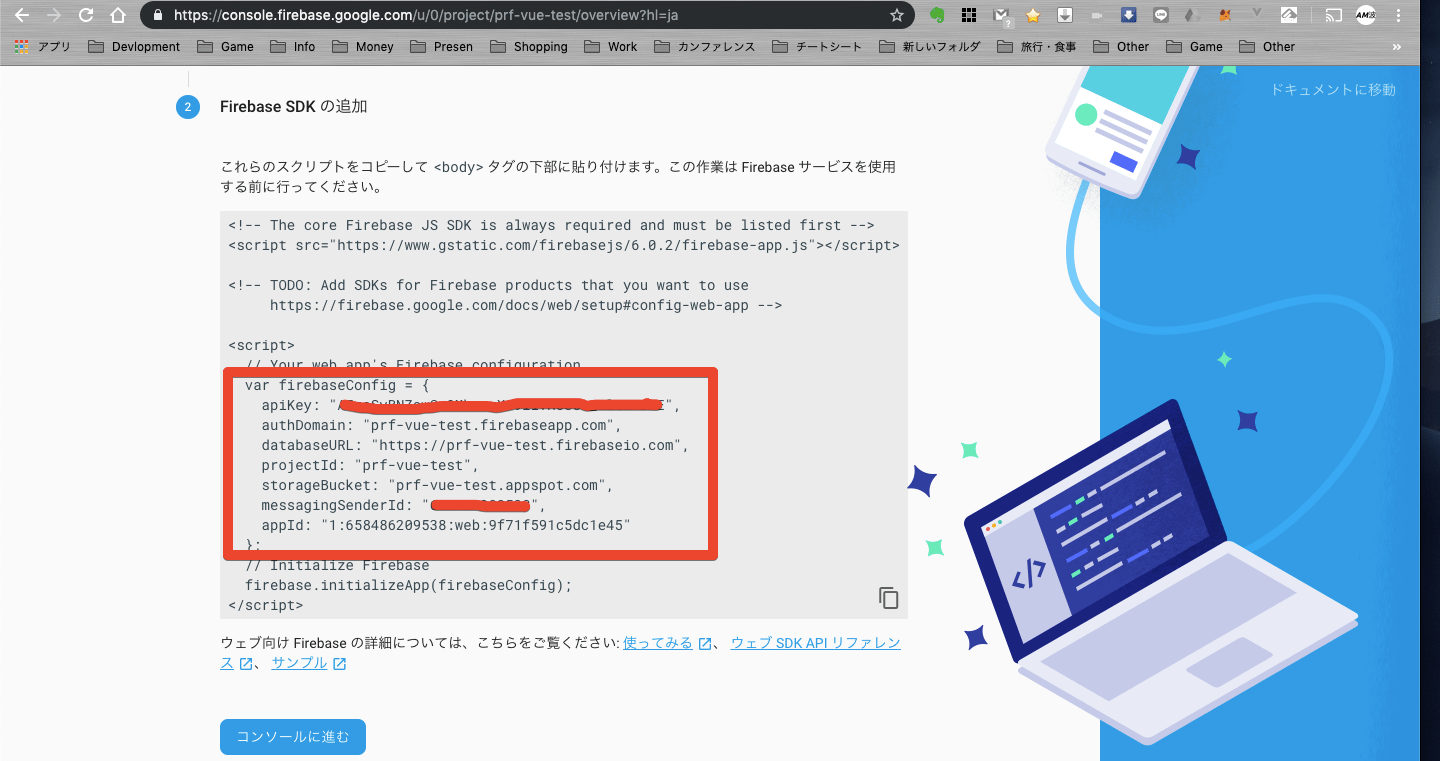 https://console.firebase.google.com/u/0/project/prf-vue-test/overview?hl=ja
アプリ Devlopment Game Info Money Presen Shopping Work カンファレンス チートシート 新しいフォルダ 旅行・食事 Other Game Other »
ドキュメントに移動
2 Firebase SDK の追加
これらのスクリプトをコピーして <body> タグの下部に貼り付けます。この作業は Firebase サービスを使用
する前に行ってください。
<!-- The core Firebase JS SDK is always required and must be listed first -->
<script src="https://www.gstatic.com/firebasejs/6.0.2/firebase-app.js"></script>
<!-- TODO: Add SDKs for Firebase products that you want to use
https://firebase.google.com/docs/web/setup#config-web-app -->
<script>
// Your web app's Firebase configuration
var firebaseConfig = {
apiKey: "",
authDomain: "prf-vue-test.firebaseapp.com",
databaseURL: "https://prf-vue-test.firebaseio.com",
projectId: "prf-vue-test",
storageBucket: "prf-vue-test.appspot.com",
messagingSenderId: "",
appId: "1:658486209538:web:9f71f591c5dc1e45"
};
// Initialize Firebase
firebase.initializeApp(firebaseConfig);
</script>
ウェブ向け Firebase の詳細については、こちらをご覧ください: 使ってみる 、 ウェブ SDK API リファレン
ス 、 サンプル
</>
コンソールに進む